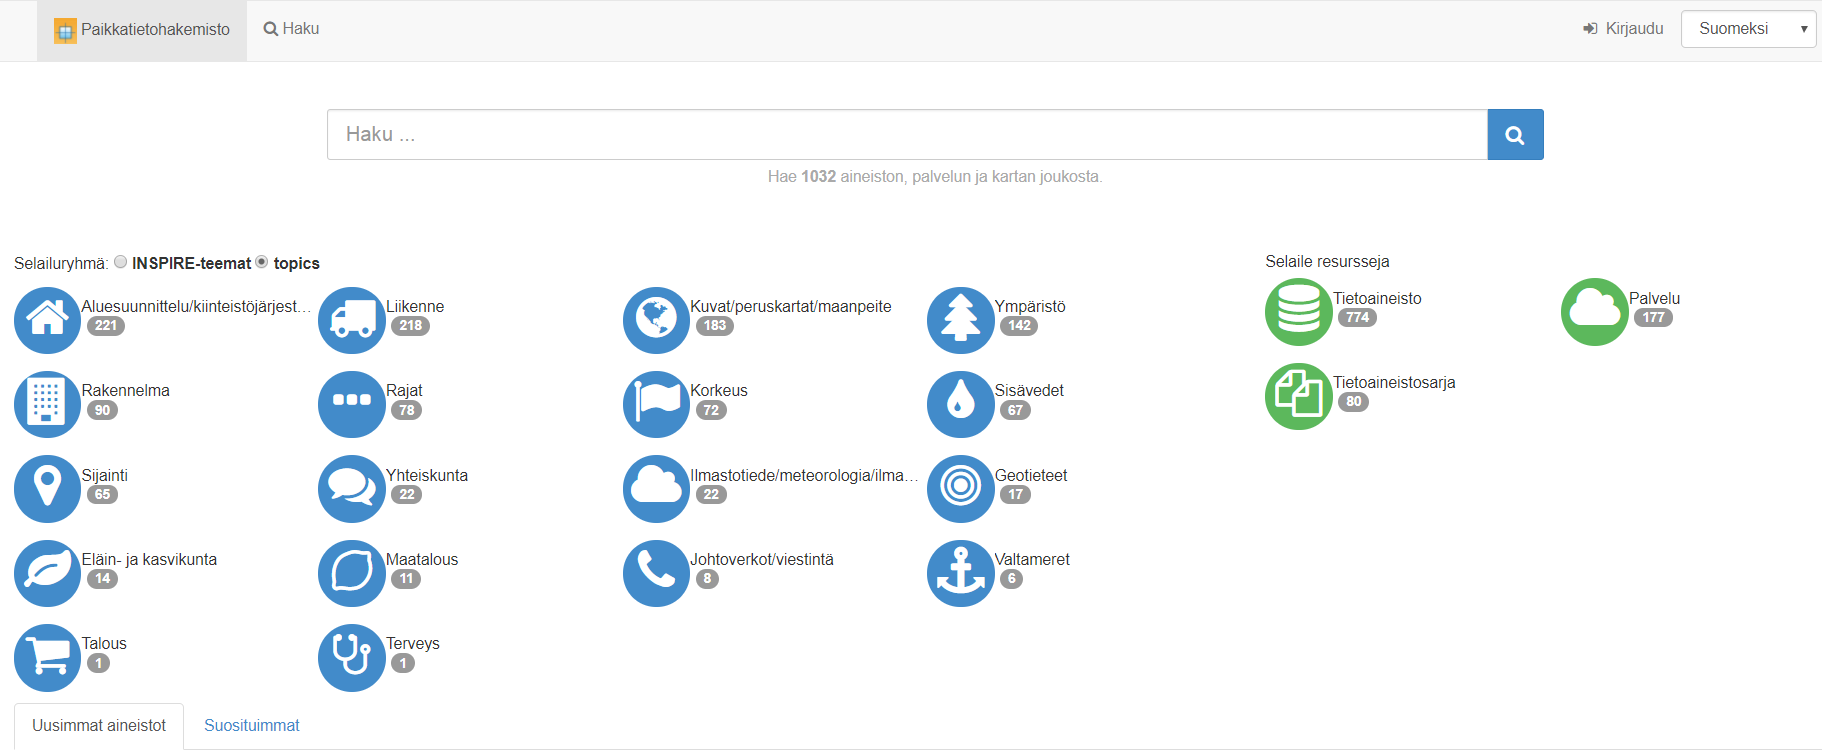 Paikkatietohakemisto Haku Kirjaudu Suomeksi
Haku ...
Hae 1032 aineiston, palvelun ja kartan joukosta.
Selailuryhmä: INSPIRE-teemat topics
Aluesuunnittelu/kiinteistöjärjest...
221
Liikenne
218
Kuvat/peruskartat/maanpeite
183
Ympäristö
142
Rakennelma
90
Rajat
78
Korkeus
72
Sisävedet
67
Sijainti
65
Yhteiskunta
22
Ilmastotiede/meteorologia/ilma...
22
Geotieteet
17
Eläin- ja kasvikunta
14
Maatalous
11
Johtoverkot/viestintä
8
Valtameret
6
Talous
1
Terveys
1
Selaile resursseja
Tietoaineisto
774
Palvelu
177
Tietoaineistosarja
80
Uusimmat aineistot Suosituimmat